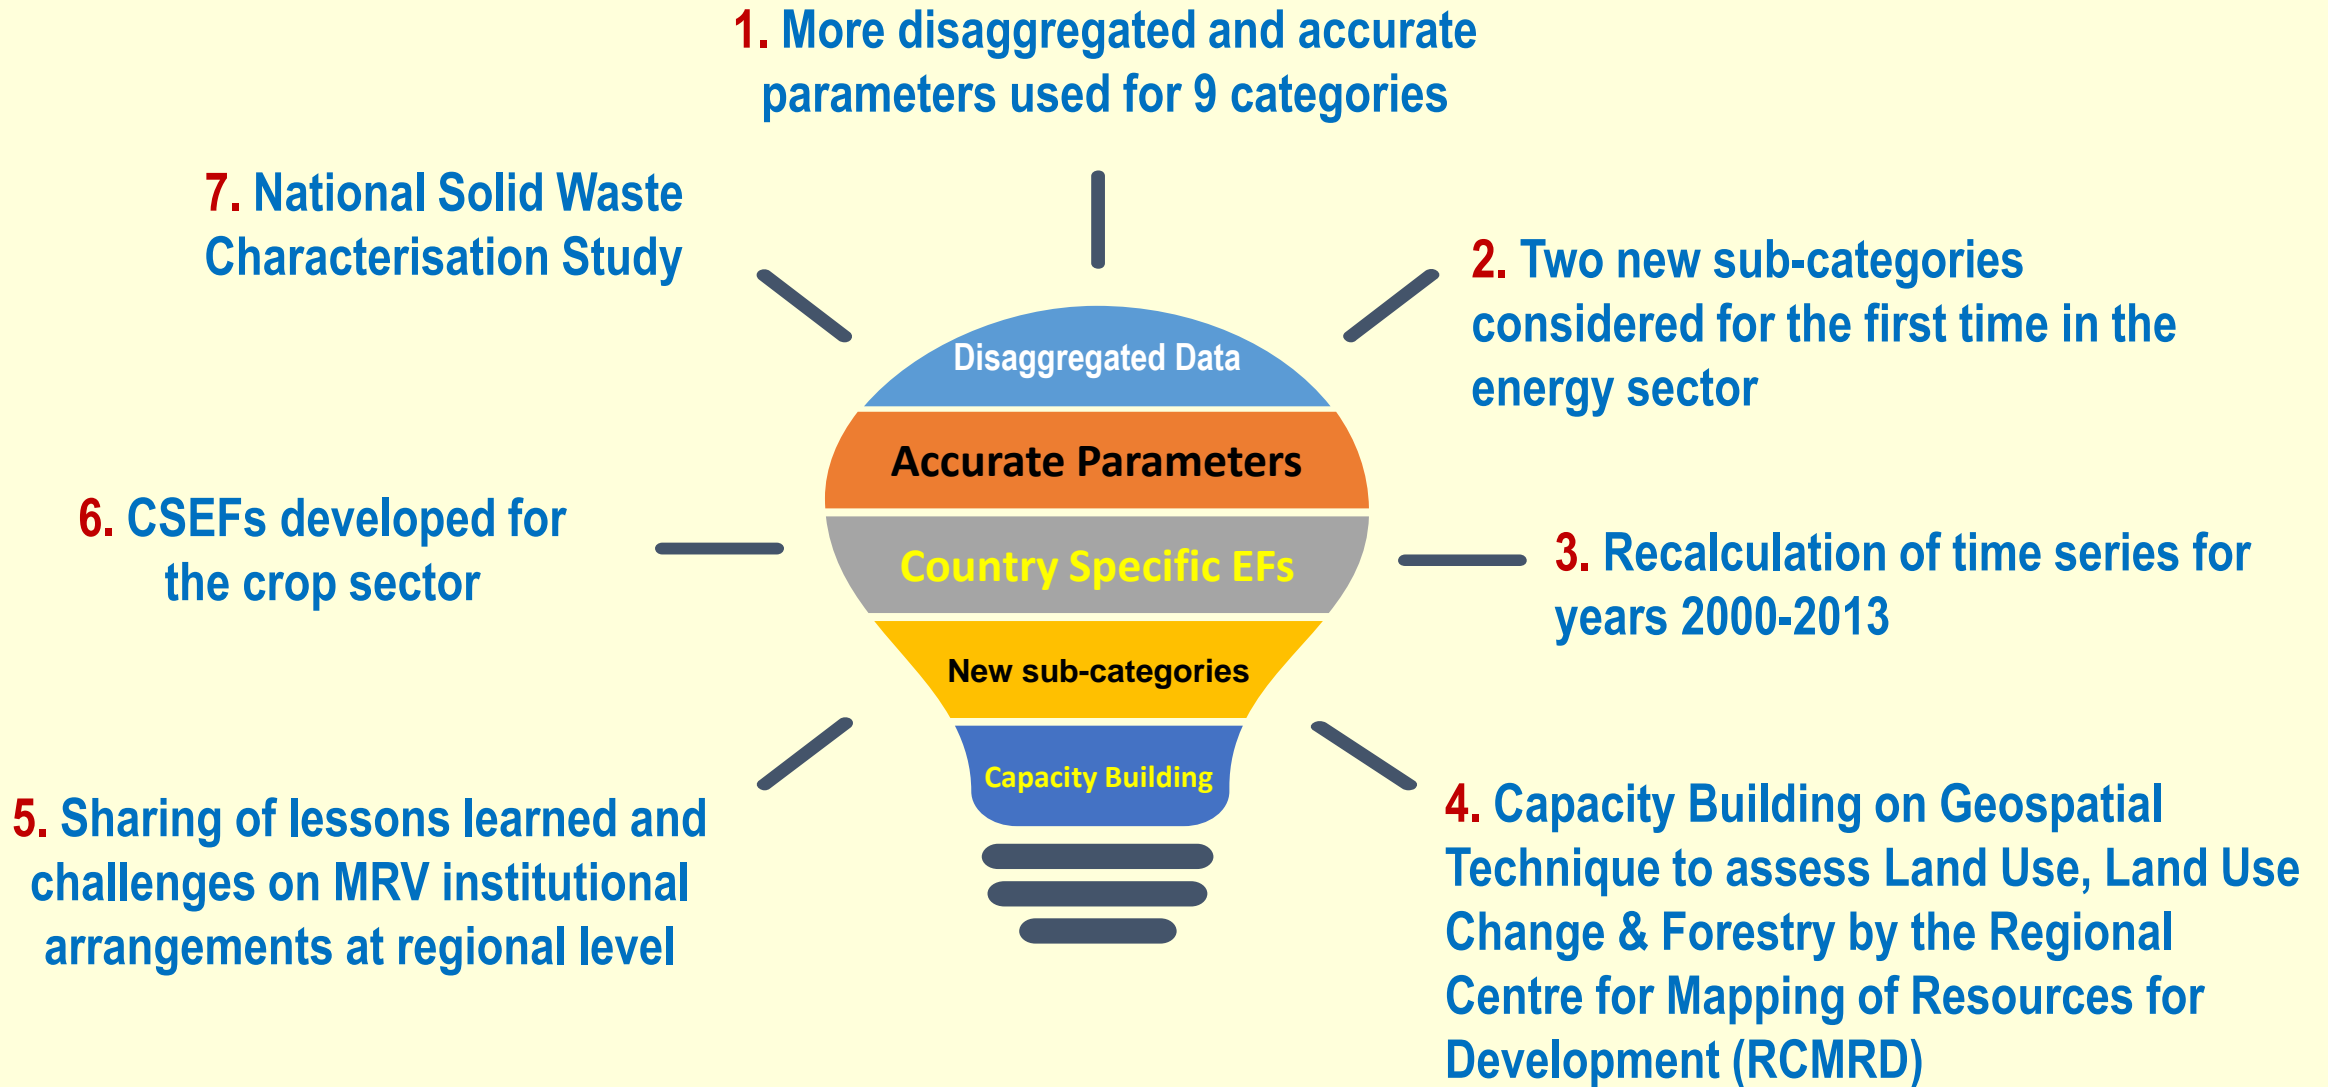 1. More disaggregated and accurate
parameters used for 9 categories
7. National Solid Waste
Characterisation Study
2. Two new sub-categories
considered for the first time in the
energy sector
Disaggregated Data
Accurate Parameters
Country Specific EFs
New sub-categories
Capacity Building
6. CSEFs developed for
the crop sector
3. Recalculation of time series for
years 2000-2013
5. Sharing of lessons learned and
challenges on MRV institutional
arrangements at regional level
4. Capacity Building on Geospatial
Technique to assess Land Use, Land Use
Change & Forestry by the Regional
Centre for Mapping of Resources for
Development (RCMRD)